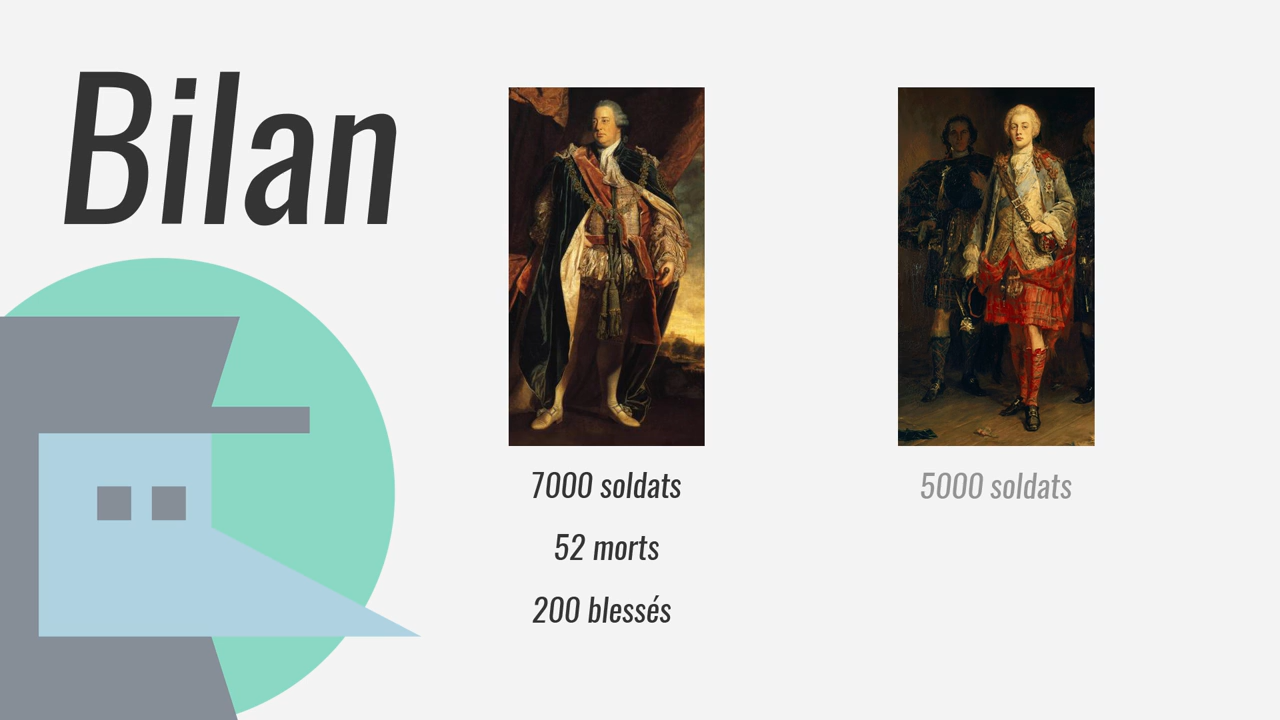 Bilan
7000 soldats
52 morts
200 blessés
5000 soldats